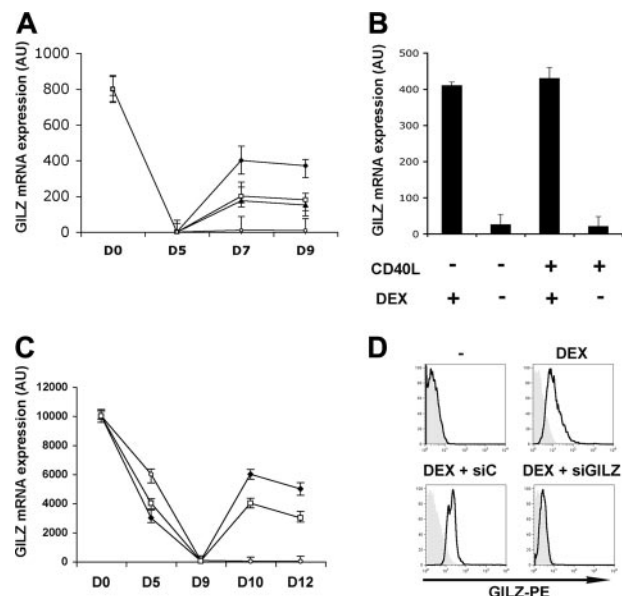 A
GILZ mRNA expression (AU)
1000
800
600
400
200
0
D0 D5 D7 D9
B
GILZ mRNA expression (AU)
500
400
300
200
100
0
CD40L - - + +
DEX + - + -
C
GILZ mRNA expression (AU)
12000
10000
8000
6000
4000
2000
0
D0 D5 D9 D10 D12
D
- DEX
DEX + siC DEX + siGILZ
GILZ-PE